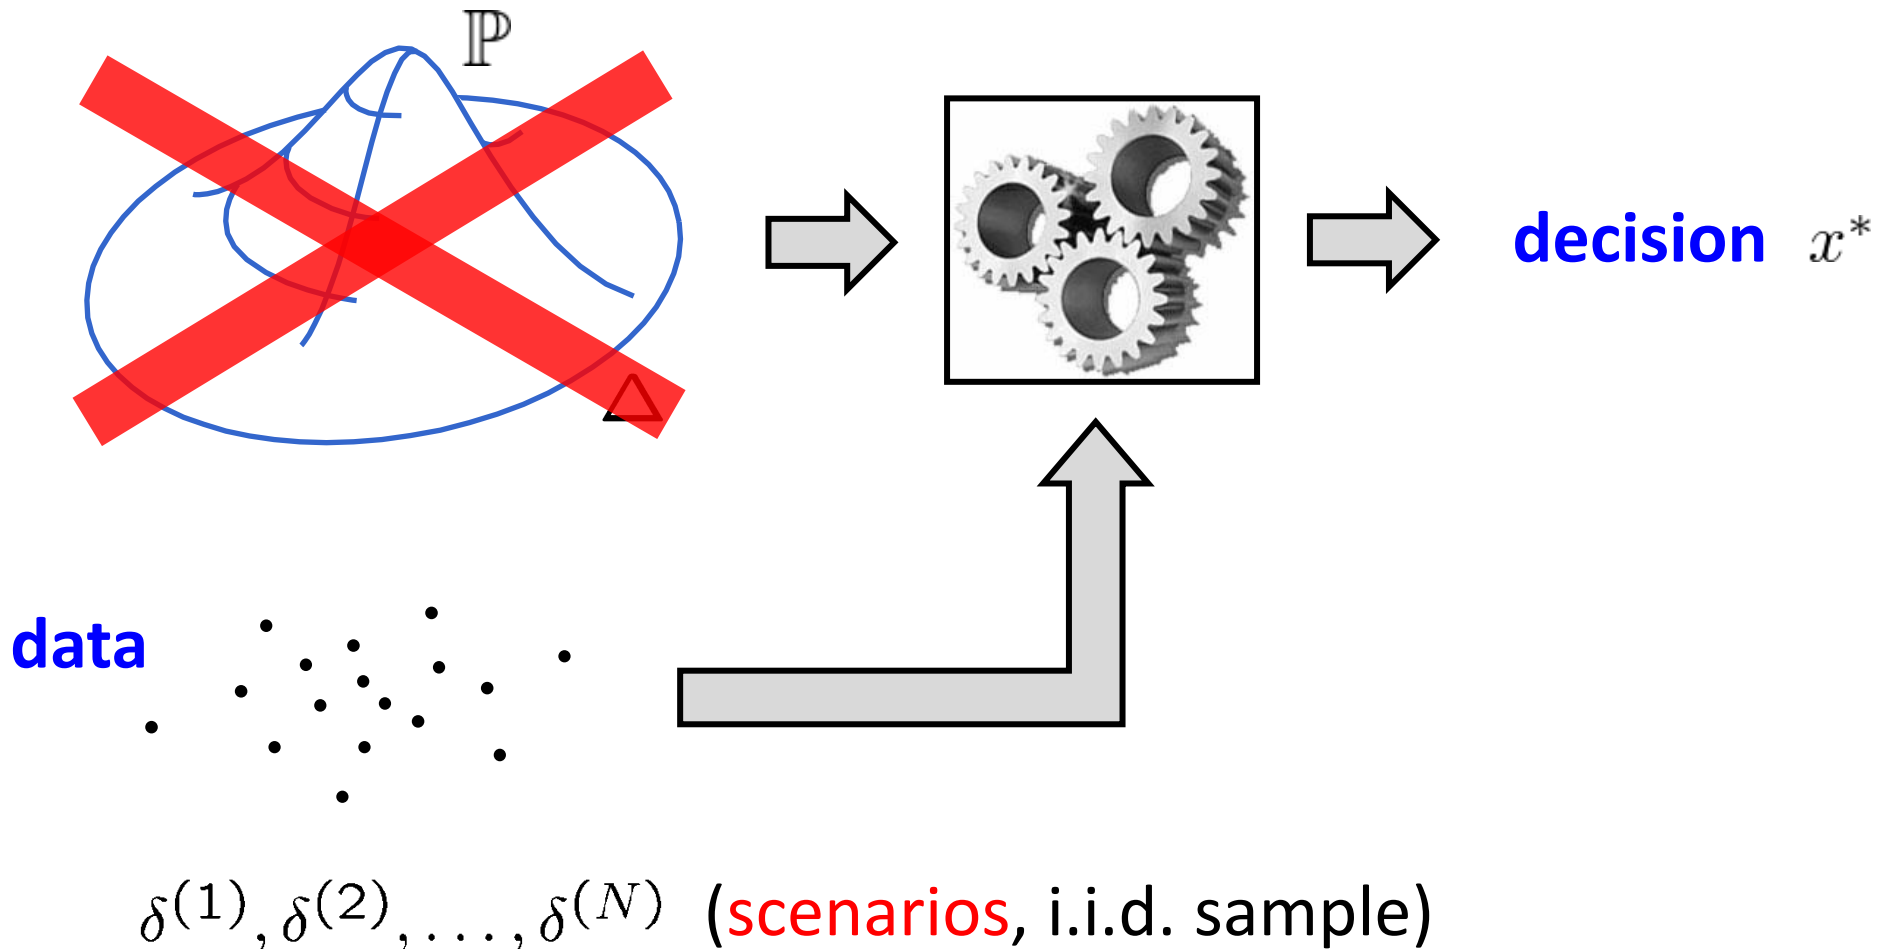 ℙ
Δ
decision x*
data
δ^(1), δ^(2), . . . , δ^(N) (scenarios, i.i.d. sample)